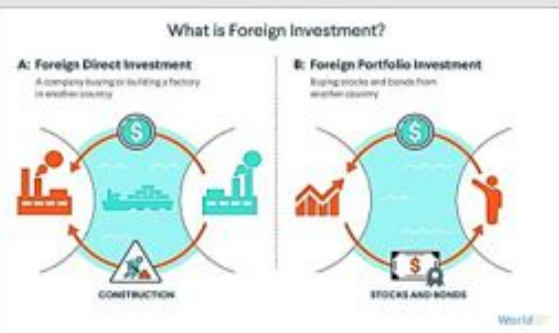 What is Foreign Investment?
A: Foreign Direct Investment
A company buying or building a factory
in another country
B: Foreign Portfolio Investment
Buying stocks and bonds from
another country
$
$
$
CONSTRUCTION
STOCKS AND BONDS
World